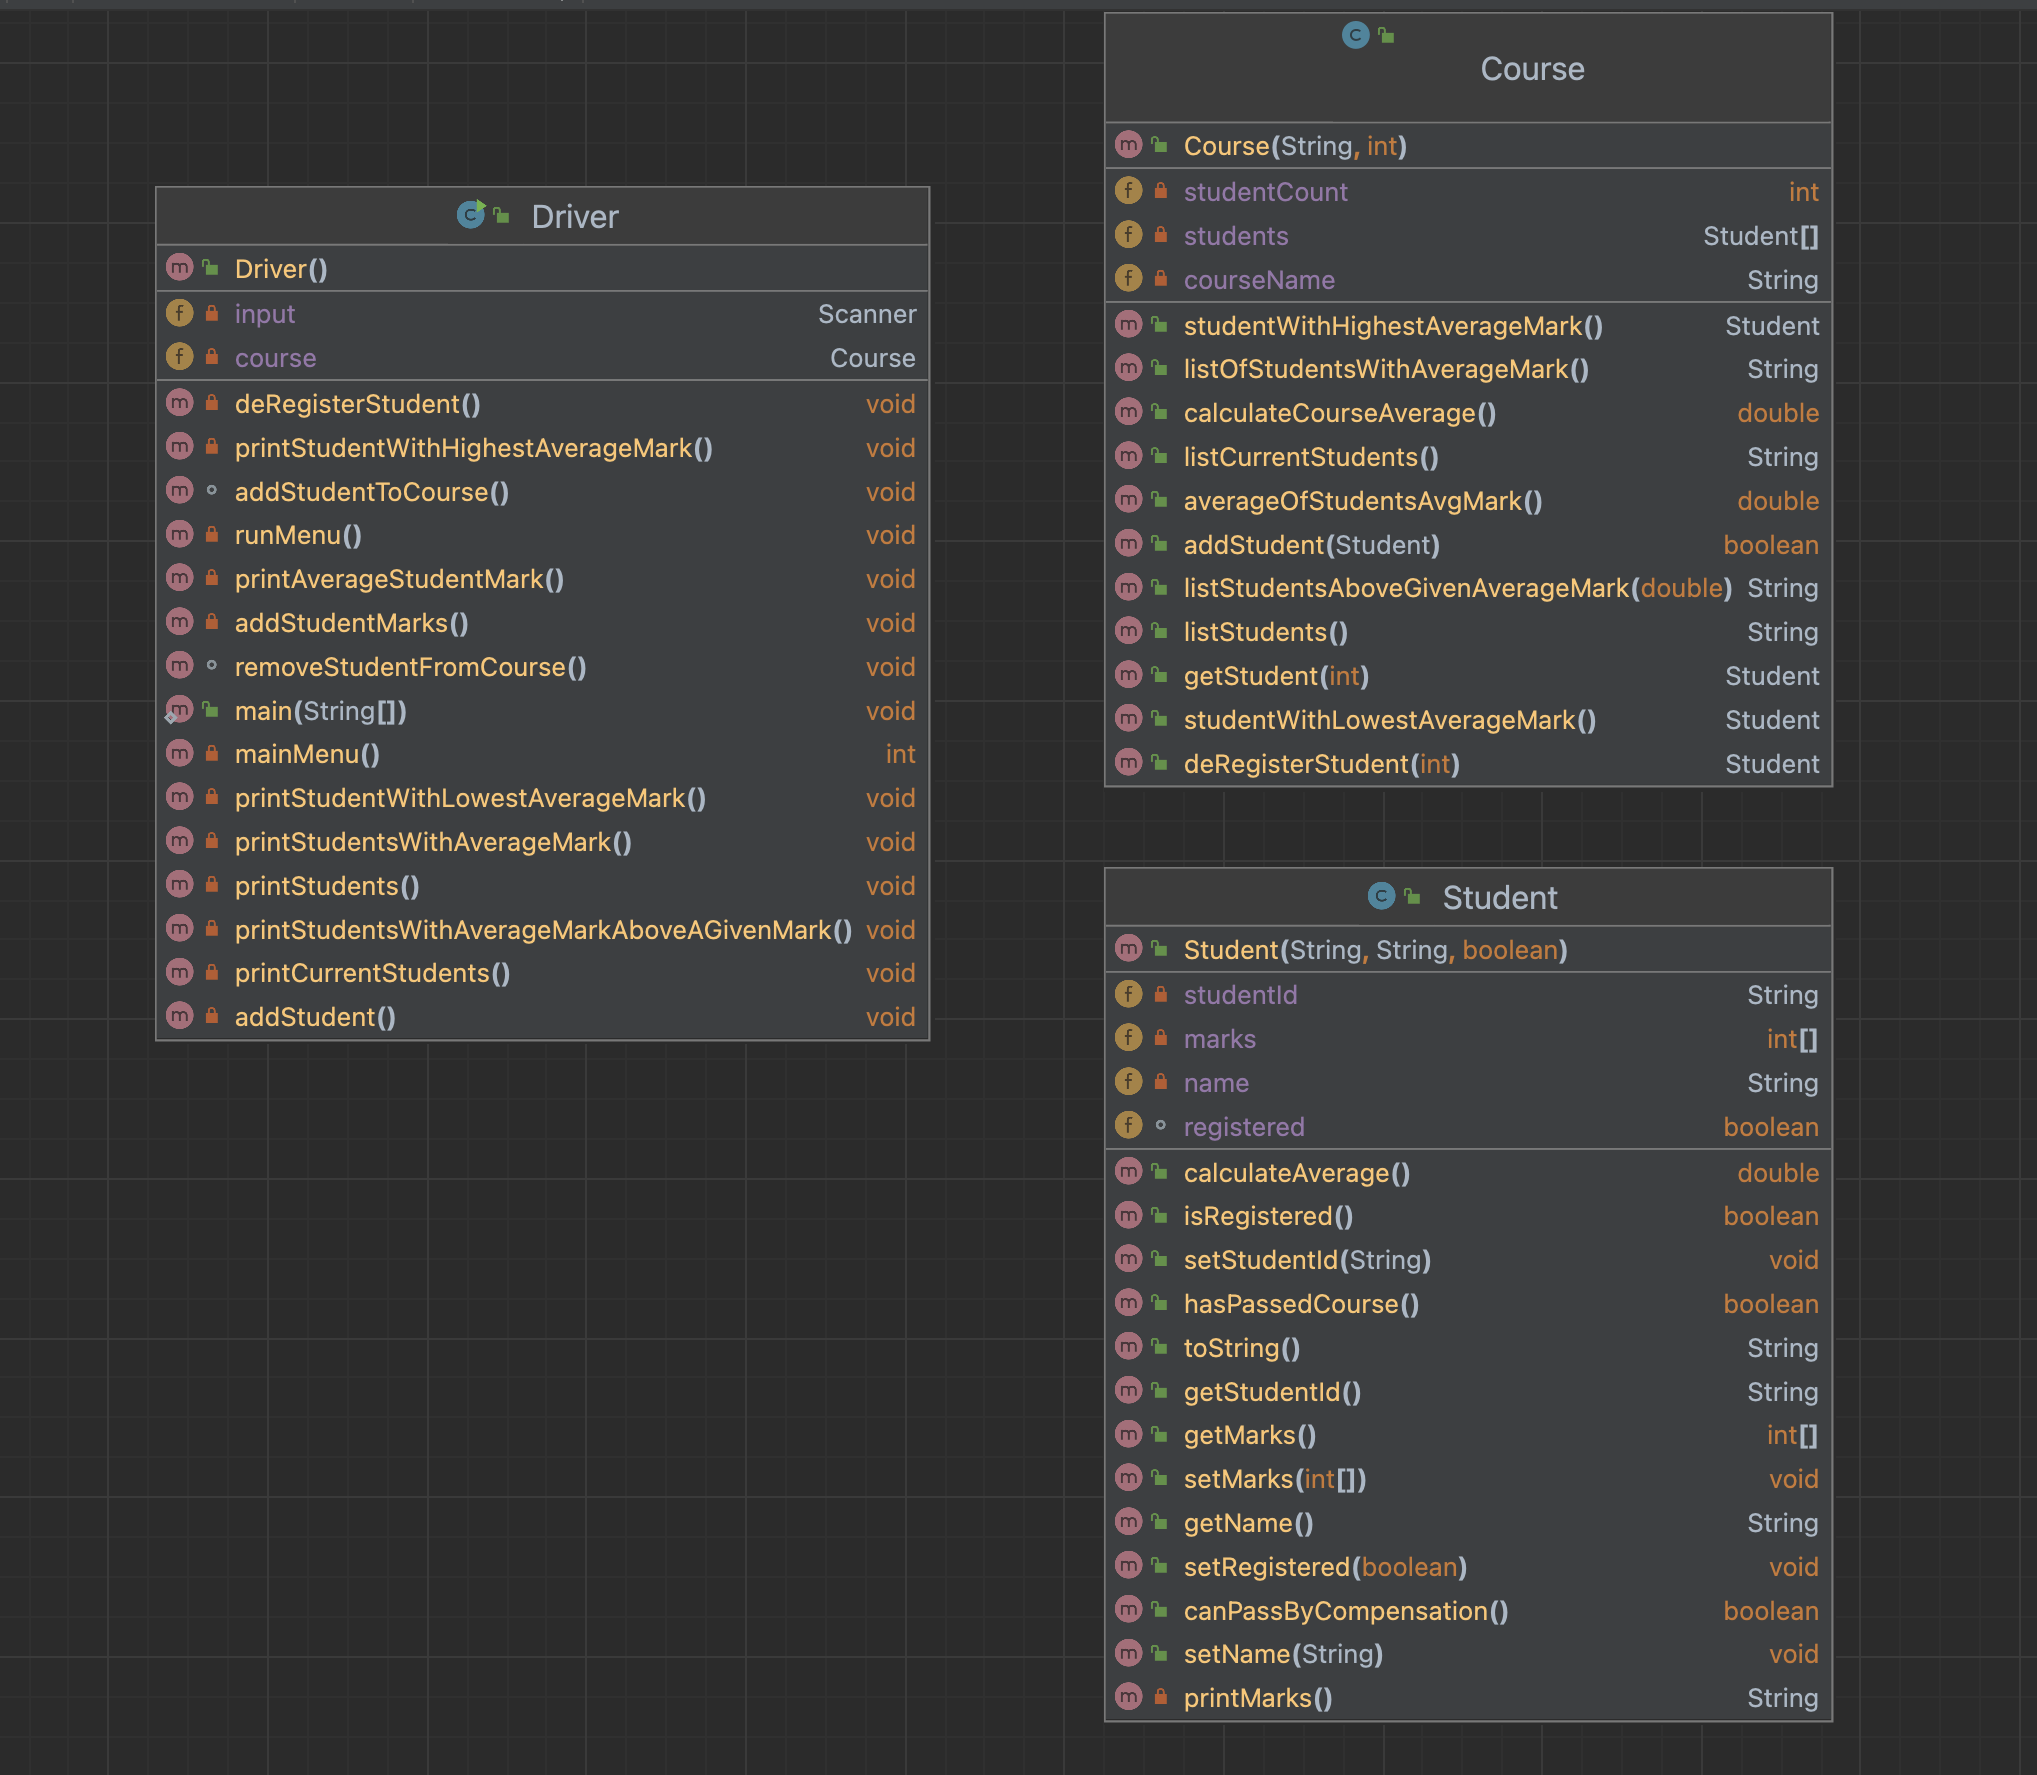 Driver
Driver()
input Scanner
course Course
deRegisterStudent() void
printStudentWithHighestAverageMark() void
addStudentToCourse() void
runMenu() void
printAverageStudentMark() void
addStudentMarks() void
removeStudentFromCourse() void
main(String[]) void
mainMenu() int
printStudentWithLowestAverageMark() void
printStudentsWithAverageMark() void
printStudents() void
printStudentsWithAverageMarkAboveAGivenMark() void
printCurrentStudents() void
addStudent() void
Course
Course(String, int)
studentCount int
students Student[]
courseName String
studentWithHighestAverageMark() Student
listOfStudentsWithAverageMark() String
calculateCourseAverage() double
listCurrentStudents() String
averageOfStudentsAvgMark() double
addStudent(Student) boolean
listStudentsAboveGivenAverageMark(double) String
listStudents() String
getStudent(int) Student
studentWithLowestAverageMark() Student
deRegisterStudent(int) Student
Student
Student(String, String, boolean)
studentId String
marks int[]
name String
registered boolean
calculateAverage() double
isRegistered() boolean
setStudentId(String) void
hasPassedCourse() boolean
toString() String
getStudentId() String
getMarks() int[]
setMarks(int[]) void
getName() String
setRegistered(boolean) void
canPassByCompensation() boolean
setName(String) void
printMarks() String